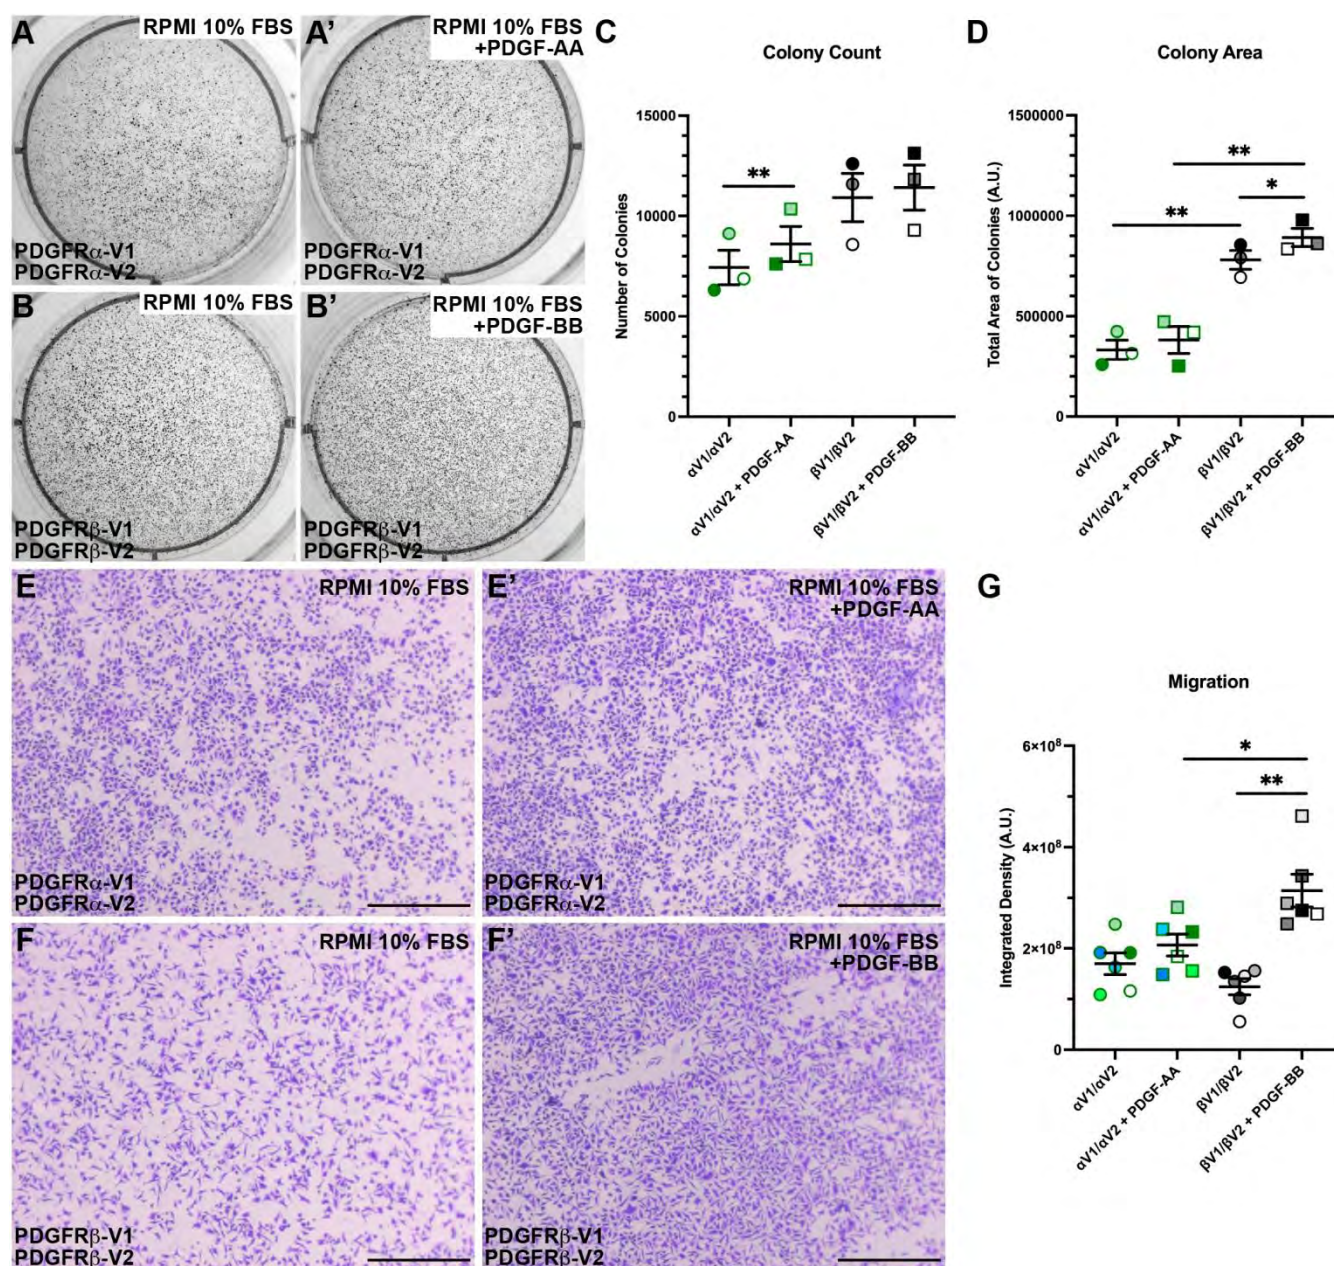 A
RPMI 10% FBS
PDGFRα-V1
PDGFRα-V2
A'
RPMI 10% FBS
+PDGF-AA
PDGFRα-V1
PDGFRα-V2
B
RPMI 10% FBS
PDGFRβ-V1
PDGFRβ-V2
B'
RPMI 10% FBS
+PDGF-BB
PDGFRβ-V1
PDGFRβ-V2
C
Colony Count
Number of Colonies
15000
10000
5000
0
**
αV1/αV2
αV1/αV2 + PDGF-AA
βV1/βV2
βV1/βV2 + PDGF-BB
D
Colony Area
Total Area of Colonies (A.U.)
1500000
1000000
500000
0
**
*
**
αV1/αV2
αV1/αV2 + PDGF-AA
βV1/βV2
βV1/βV2 + PDGF-BB
E
RPMI 10% FBS
PDGFRα-V1
PDGFRα-V2
E'
RPMI 10% FBS
+PDGF-AA
PDGFRα-V1
PDGFRα-V2
F
RPMI 10% FBS
PDGFRβ-V1
PDGFRβ-V2
F'
RPMI 10% FBS
+PDGF-BB
PDGFRβ-V1
PDGFRβ-V2
G
Migration
Integrated Density (A.U.)
6×10⁸
4×10⁸
2×10⁸
0
*
**
αV1/αV2
αV1/αV2 + PDGF-AA
βV1/βV2
βV1/βV2 + PDGF-BB